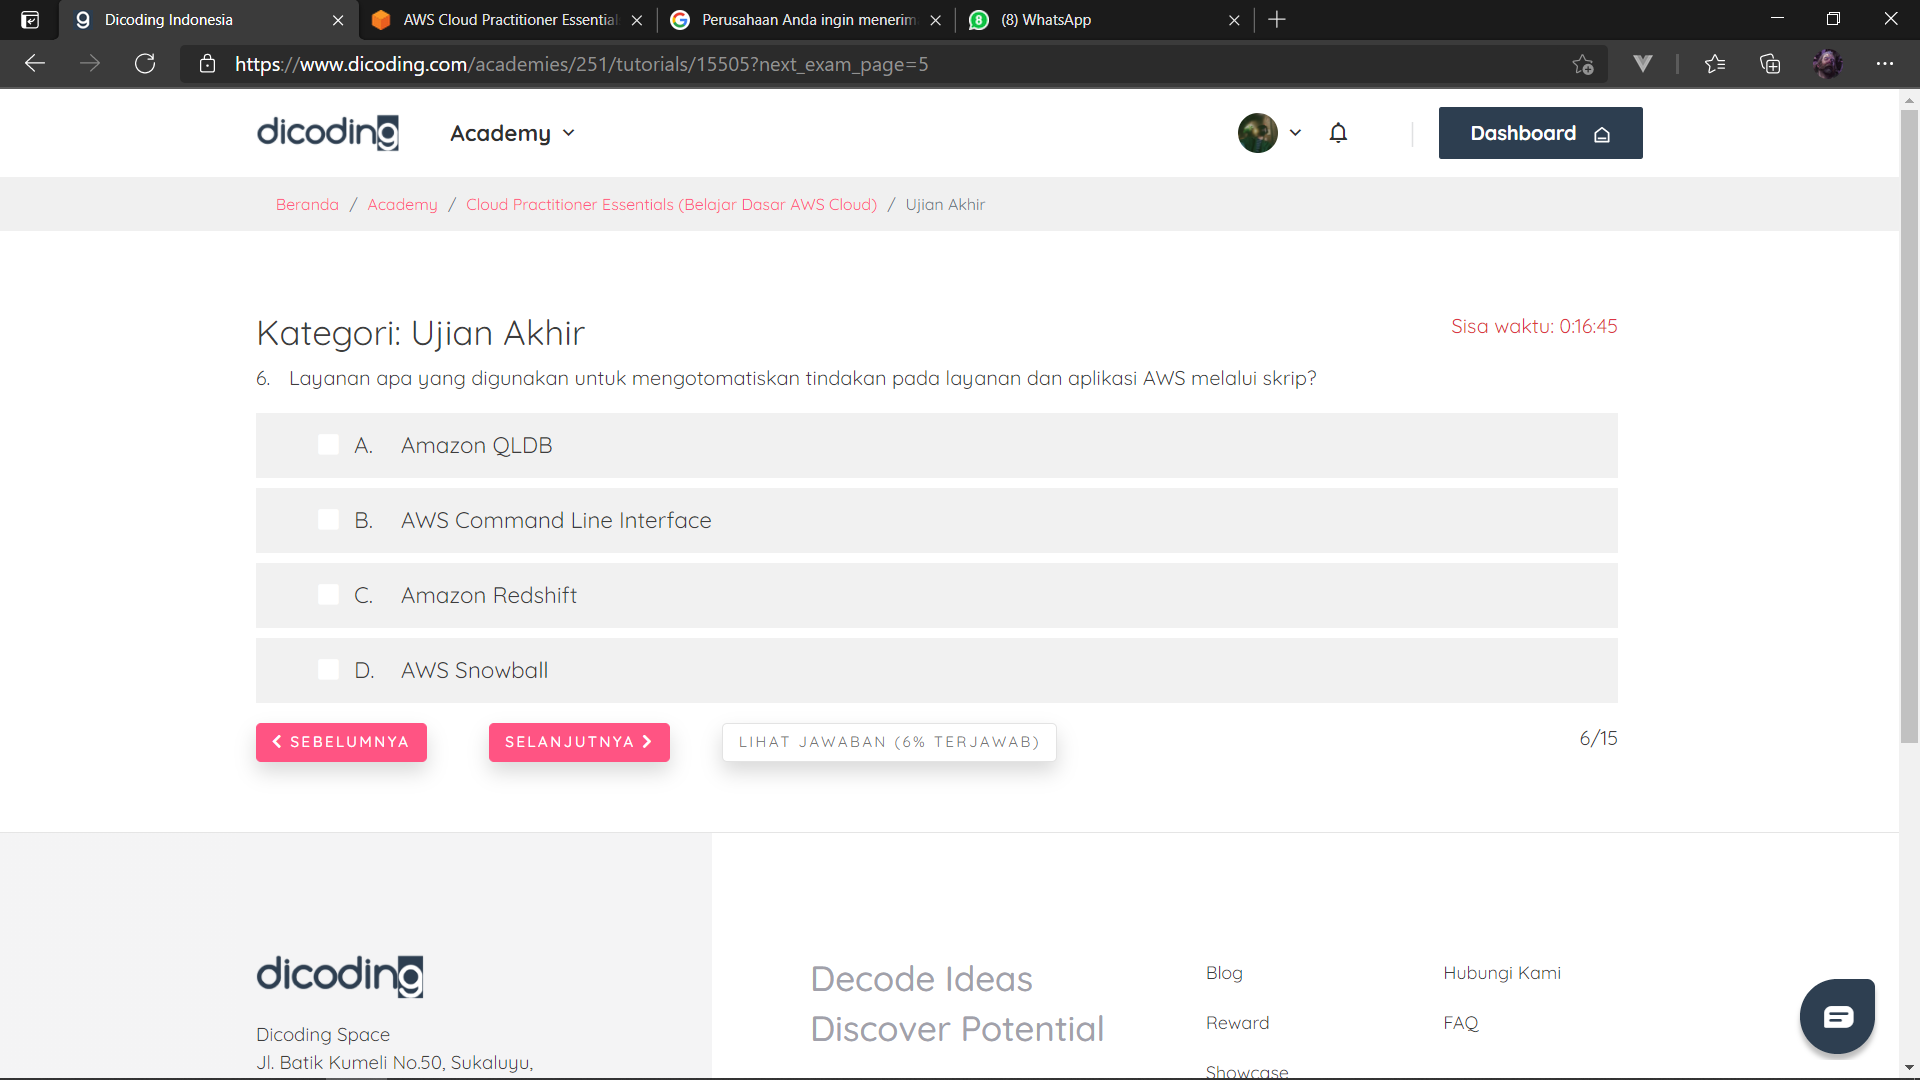 Dicoding Indonesia
AWS Cloud Practitioner Essential
Perusahaan Anda ingin menerim
8 (8) WhatsApp
https://www.dicoding.com/academies/251/tutorials/15505?next_exam_page=5
dicoding
Academy
Dashboard
Beranda / Academy / Cloud Practitioner Essentials (Belajar Dasar AWS Cloud) / Ujian Akhir
Kategori: Ujian Akhir
Sisa waktu: 0:16:45
6. Layanan apa yang digunakan untuk mengotomatiskan tindakan pada layanan dan aplikasi AWS melalui skrip?
A. Amazon QLDB
B. AWS Command Line Interface
C. Amazon Redshift
D. AWS Snowball
SEBELUMNYA
SELANJUTNYA
LIHAT JAWABAN (6% TERJAWAB)
6/15
dicoding
Dicoding Space
Jl. Batik Kumeli No.50, Sukaluyu,
Decode Ideas
Discover Potential
Blog
Reward
Showcase
Hubungi Kami
FAQ